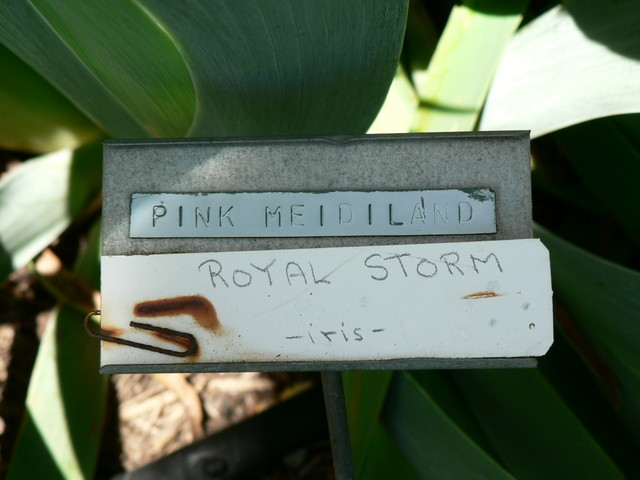 PINK MEIDILAND
ROYAL STORM
-iris-